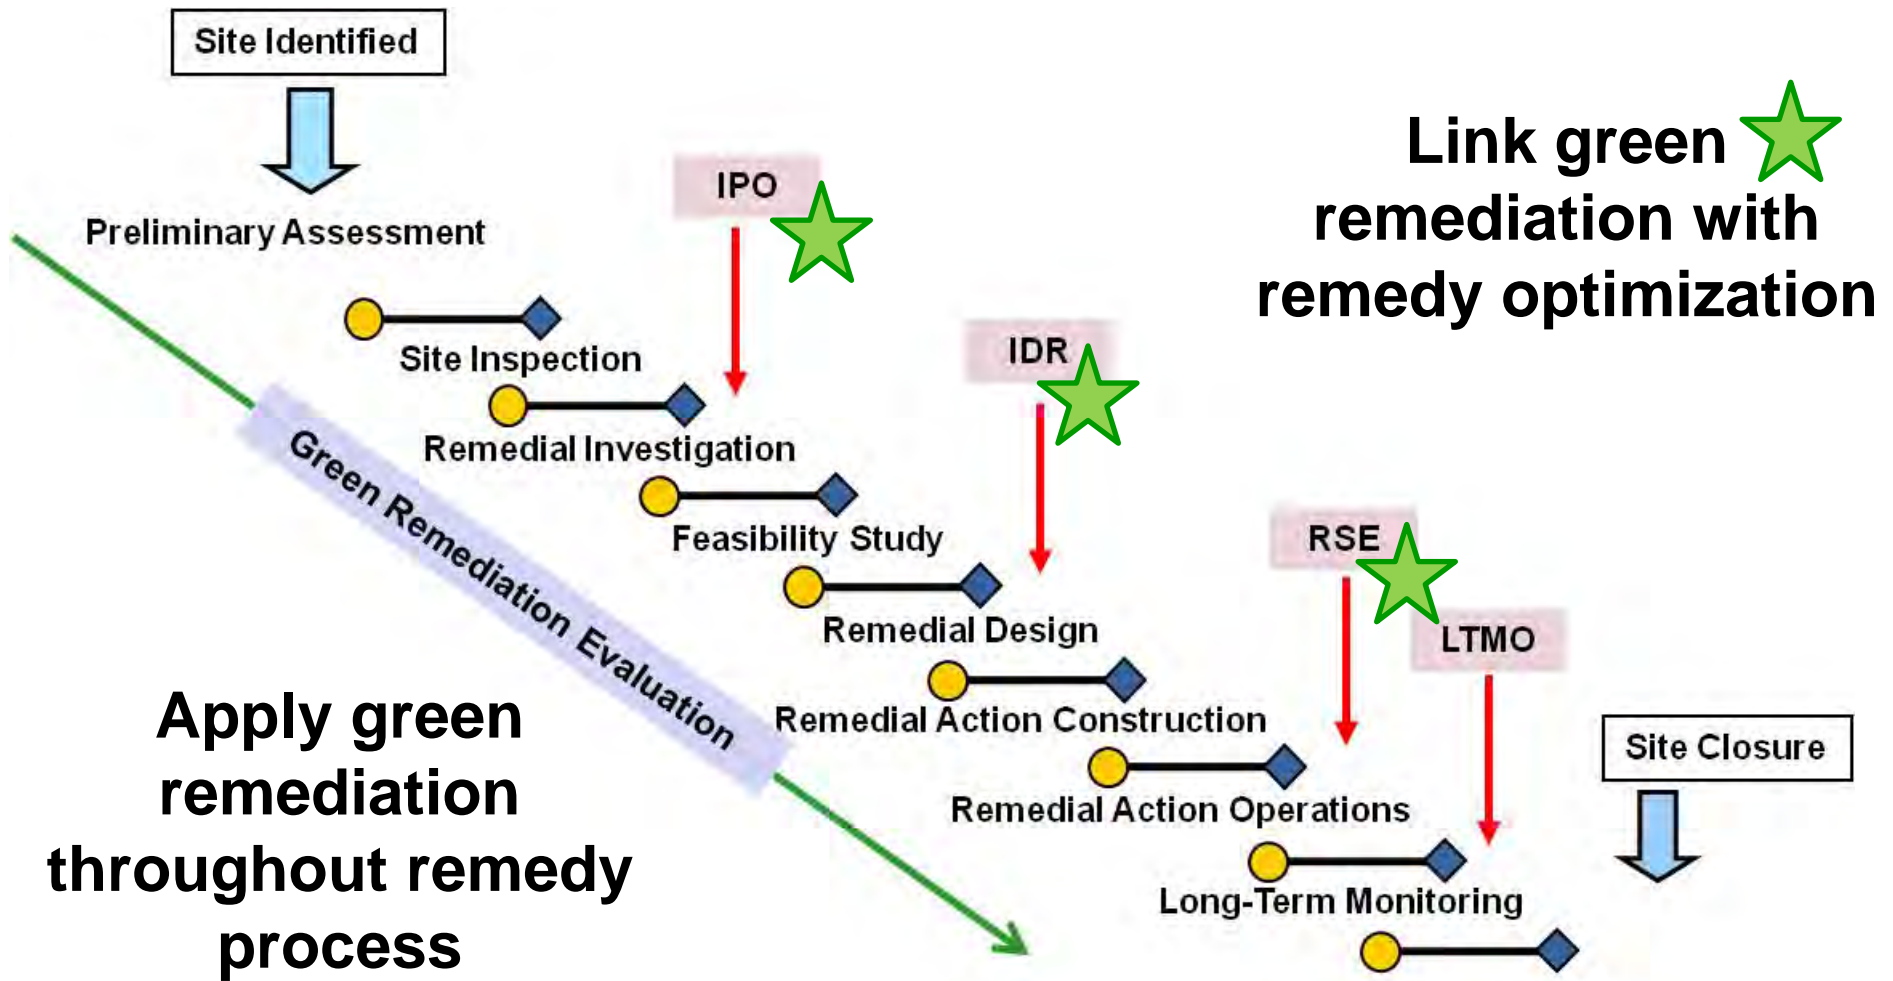 Site Identified
Link green
remediation with
remedy optimization
IPO
Preliminary Assessment
IDR
Site Inspection
Remedial Investigation
Green Remediation Evaluation
Feasibility Study
RSE
Remedial Design
LTMO
Remedial Action Construction
Site Closure
Remedial Action Operations
Long-Term Monitoring
Apply green
remediation
throughout remedy
process